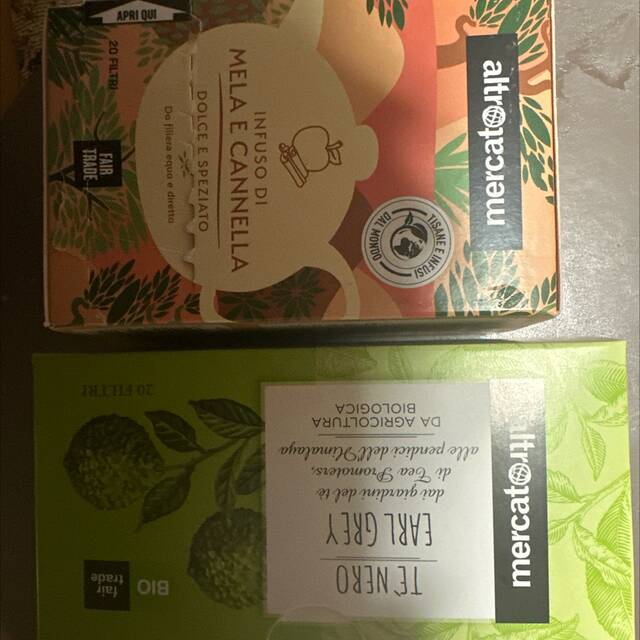 altromercato
TISANE E INFUSI
DAL MONDO
INFUSO DI
MELA E CANNELLA
DOLCE E SPEZIATO
Da filiera equa e diretta
FAIR
TRADE
20 FILTRI
APRI QUI
altromercato
TÈ NERO
EARL GREY
dai giardini del tè
di Tea Promoters,
alle pendici dell'Himalaya
DA AGRICOLTURA
BIOLOGICA
20 FILTRI
fair
trade
BIO